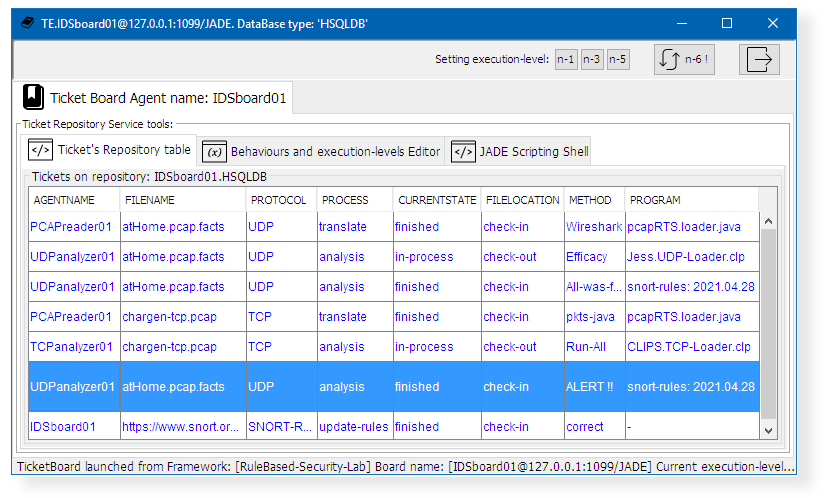 TE.IDSboard01@127.0.0.1:1099/JADE. DataBase type: 'HSQLDB'
Setting execution-level: n-1 n-3 n-5 n-6 !
Ticket Board Agent name: IDSboard01
Ticket Repository Service tools:
</> Ticket's Repository table (x) Behaviours and execution-levels Editor </> JADE Scripting Shell
Tickets on repository: IDSboard01.HSQLDB
AGENTNAME FILENAME PROTOCOL PROCESS CURRENTSTATE FILELOCATION METHOD PROGRAM
PCAPreader01 atHome.pcap.facts UDP translate finished check-in Wireshark pcapRTS.loader.java
UDPanalyzer01 atHome.pcap.facts UDP analysis in-process check-out Efficacy Jess.UDP-Loader.clp
UDPanalyzer01 atHome.pcap.facts UDP analysis finished check-in All-was-f... snort-rules: 2021.04.28
PCAPreader01 chargen-tcp.pcap TCP translate finished check-in pkts-java pcapRTS.loader.java
TCPanalyzer01 chargen-tcp.pcap TCP analysis in-process check-out Run-All CLIPS.TCP-Loader.clp
UDPanalyzer01 atHome.pcap.facts UDP analysis finished check-in ALERT !! snort-rules: 2021.04.28
IDSboard01 https://www.snort.or... SNORT-R... update-rules finished check-in correct -
TicketBoard launched from Framework: [RuleBased-Security-Lab] Board name: [IDSboard01@127.0.0.1:1099/JADE] Current execution-level...